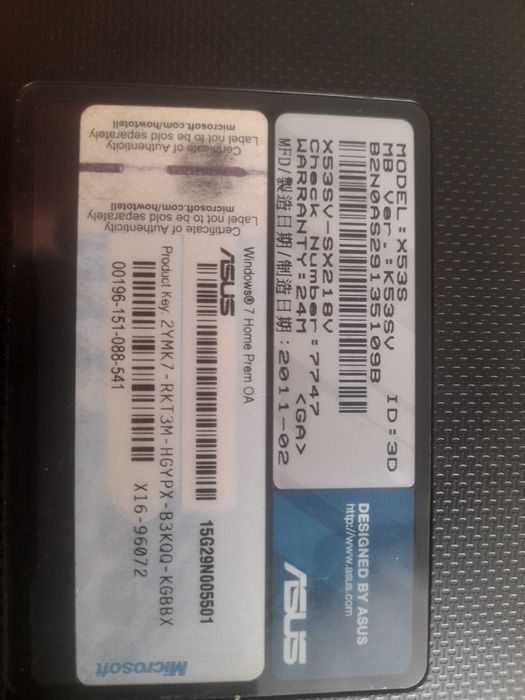 MODEL:X53S ID:3D
MB Ver.:K53SV
B2N0AS29135109B
X53SV-SX218V
Check Number:7747
WARRANTY:24M <GA>
MFD/製造日期/制造日期:2011-02
DESIGNED BY ASUS
http://www.asus.com
ASUS
Certificate of Authenticity
Label not to be sold separately
microsoft.com/howtotell
Certificate of Authenticity
Label not to be sold separately
microsoft.com/howtotell
Windows® 7 Home Prem OA
ASUS
15G29N005501
Product Key: 2YMK7-RKT3M-HGYPX-B3KQQ-KGBBX
00196-151-088-541
X16-96072
Microsoft